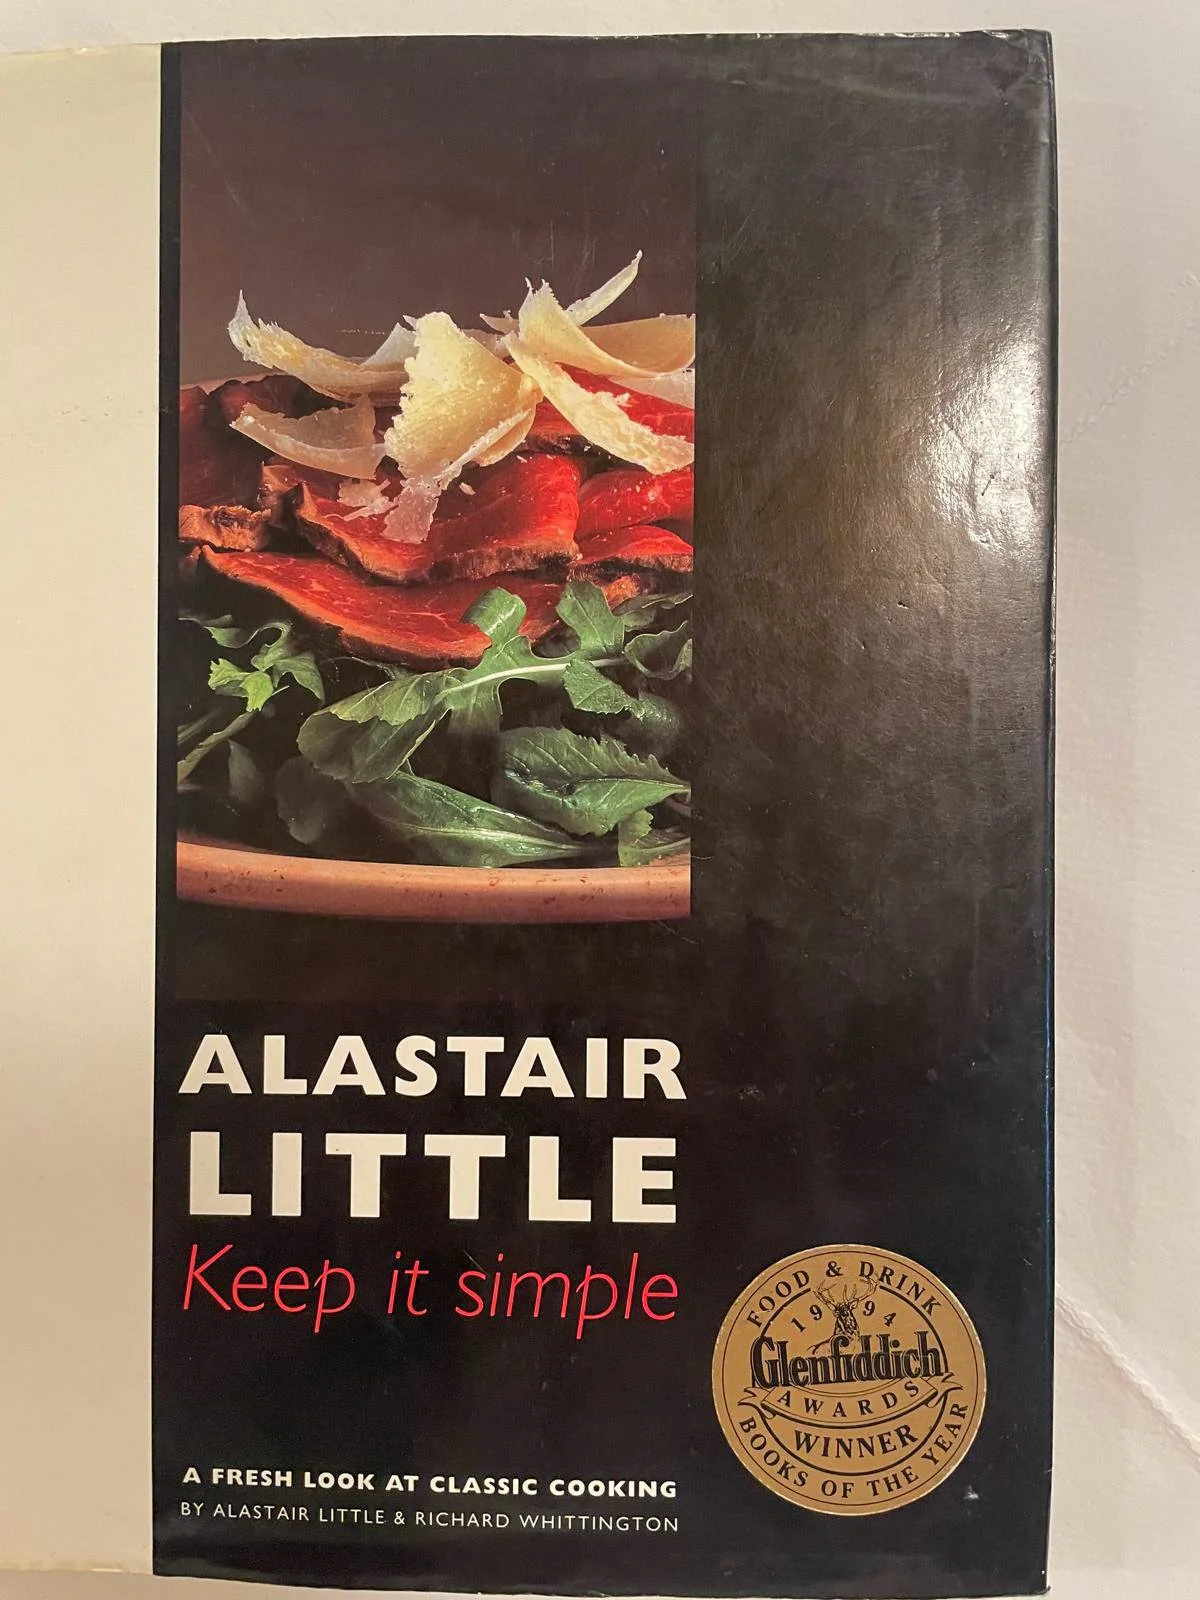 ALASTAIR
LITTLE
Keep it simple
A FRESH LOOK AT CLASSIC COOKING
BY ALASTAIR LITTLE & RICHARD WHITTINGTON
FOOD & DRINK
1994
Glenfiddich
AWARDS
WINNER
BOOKS OF THE YEAR